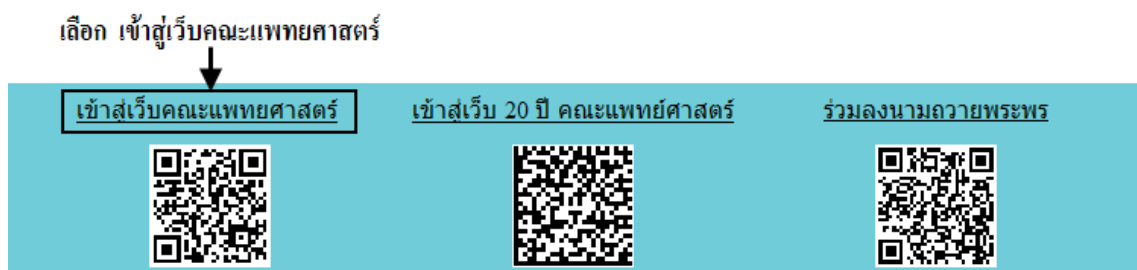 เลือก เข้าสู่เว็บคณะแพทยศาสตร์
เข้าสู่เว็บคณะแพทยศาสตร์ เข้าสู่เว็บ 20 ปี คณะแพทย์ศาสตร์ ร่วมลงนามถวายพระพร